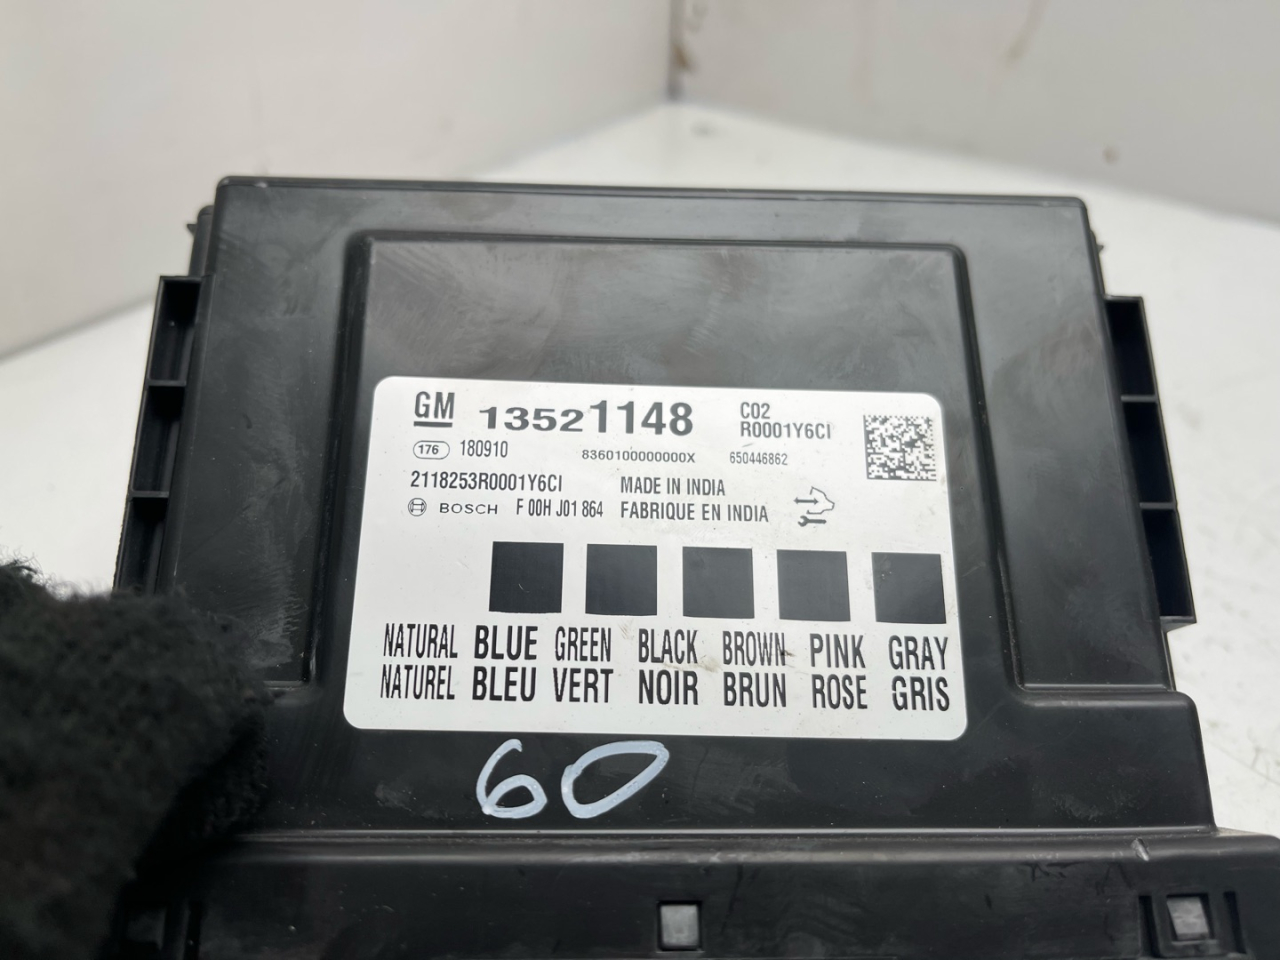 GM 13521148 C02
R0001Y6CI
176 180910 8360100000000X 650446862
2118253R0001Y6CI MADE IN INDIA
BOSCH F 00H J01 864 FABRIQUE EN INDIA
NATURAL BLUE GREEN BLACK BROWN PINK GRAY
NATUREL BLEU VERT NOIR BRUN ROSE GRIS
60